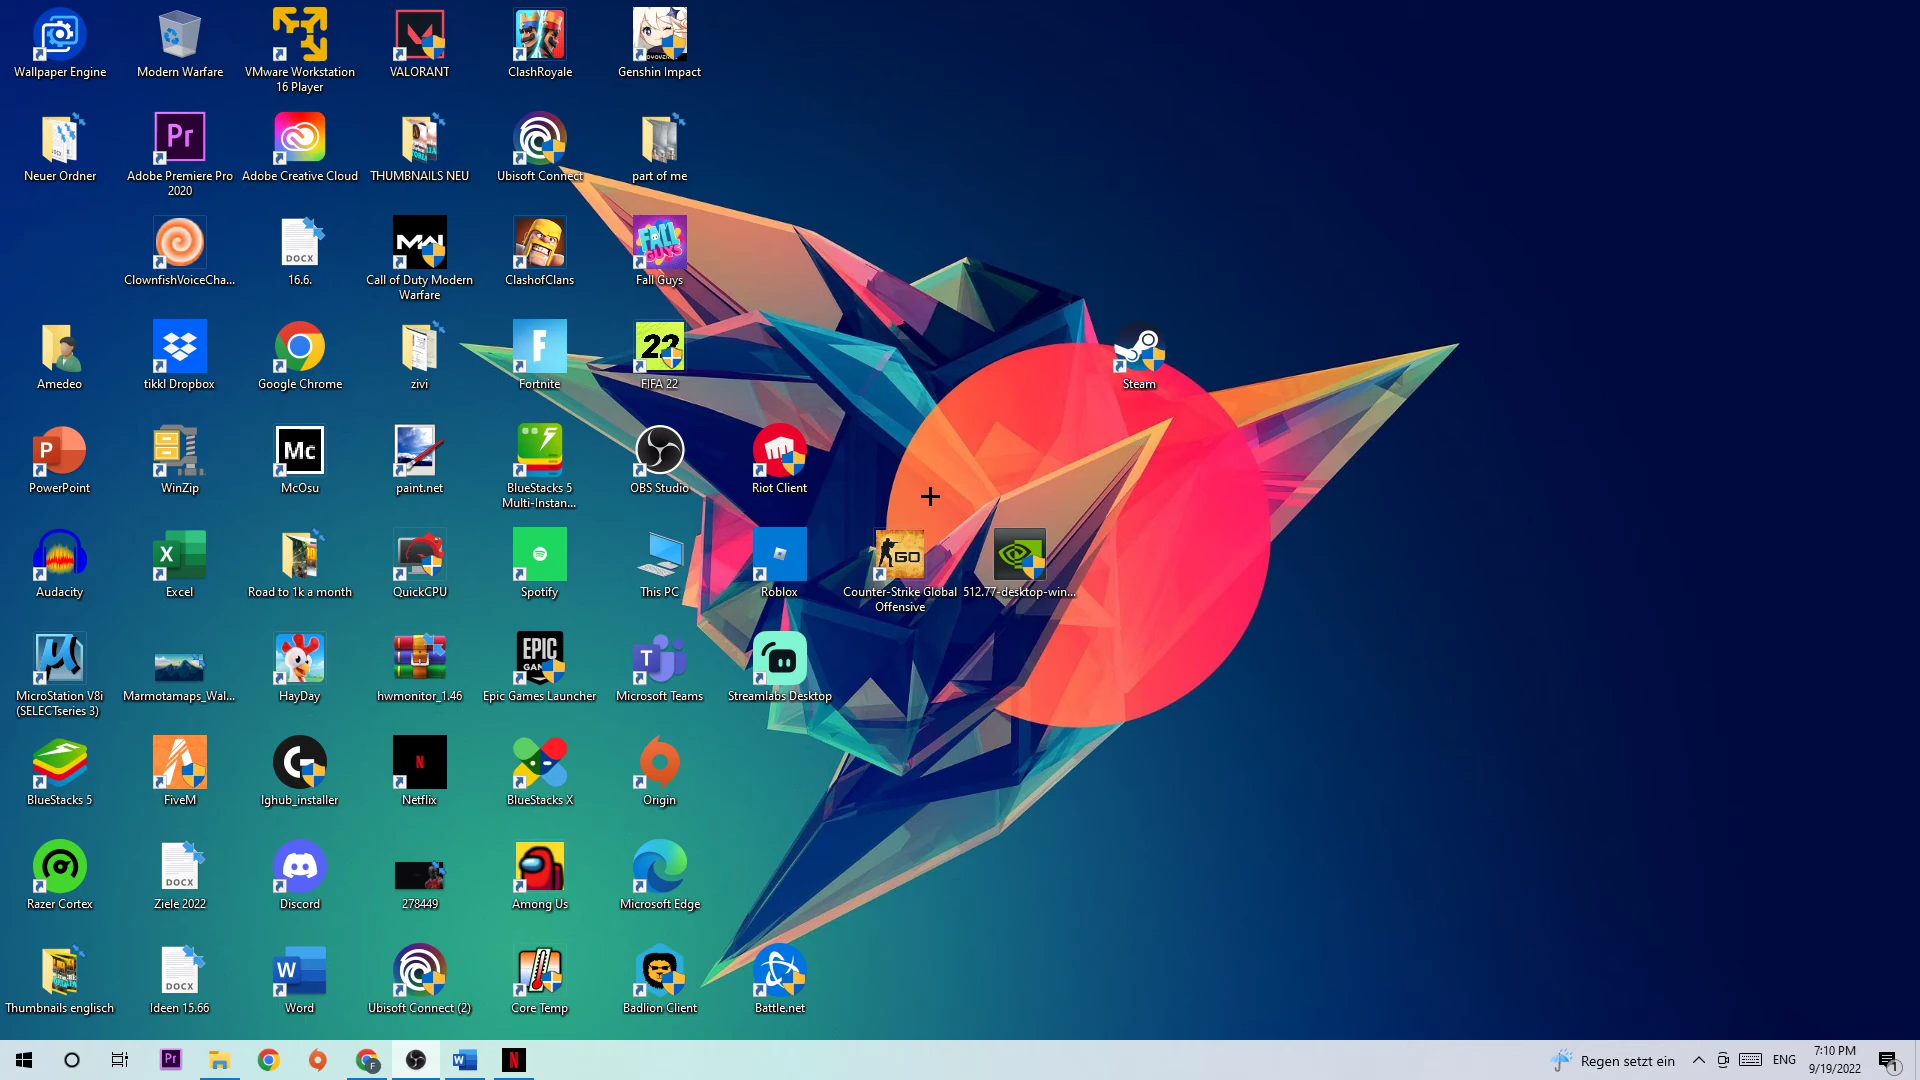 Wallpaper Engine
Modern Warfare
VMware Workstation
16 Player
VALORANT
ClashRoyale
Genshin Impact
Neuer Ordner
Adobe Premiere Pro
2020
Adobe Creative Cloud
THUMBNAILS NEU
Ubisoft Connect
part of me
ClownfishVoiceCha...
16.6.
Call of Duty Modern
Warfare
ClashofClans
Fall Guys
Amedeo
tikkl Dropbox
Google Chrome
zivi
Fortnite
FIFA 22
Steam
PowerPoint
WinZip
McOsu
paint.net
BlueStacks 5
Multi-Instan...
OBS Studio
Riot Client
Audacity
Excel
Road to 1k a month
QuickCPU
Spotify
This PC
Roblox
Counter-Strike Global
Offensive
512.77-desktop-win...
MicroStation V8i
(SELECTseries 3)
Marmotamaps_Wal...
HayDay
hwmonitor_1.46
Epic Games Launcher
Microsoft Teams
Streamlabs Desktop
BlueStacks 5
FiveM
lghub_installer
Netflix
BlueStacks X
Origin
Razer Cortex
Ziele 2022
Discord
278449
Among Us
Microsoft Edge
Thumbnails englisch
Ideen 15.66
Word
Ubisoft Connect (2)
Core Temp
Badlion Client
Battle.net
Regen setzt ein
ENG
7:10 PM
9/19/2022
1